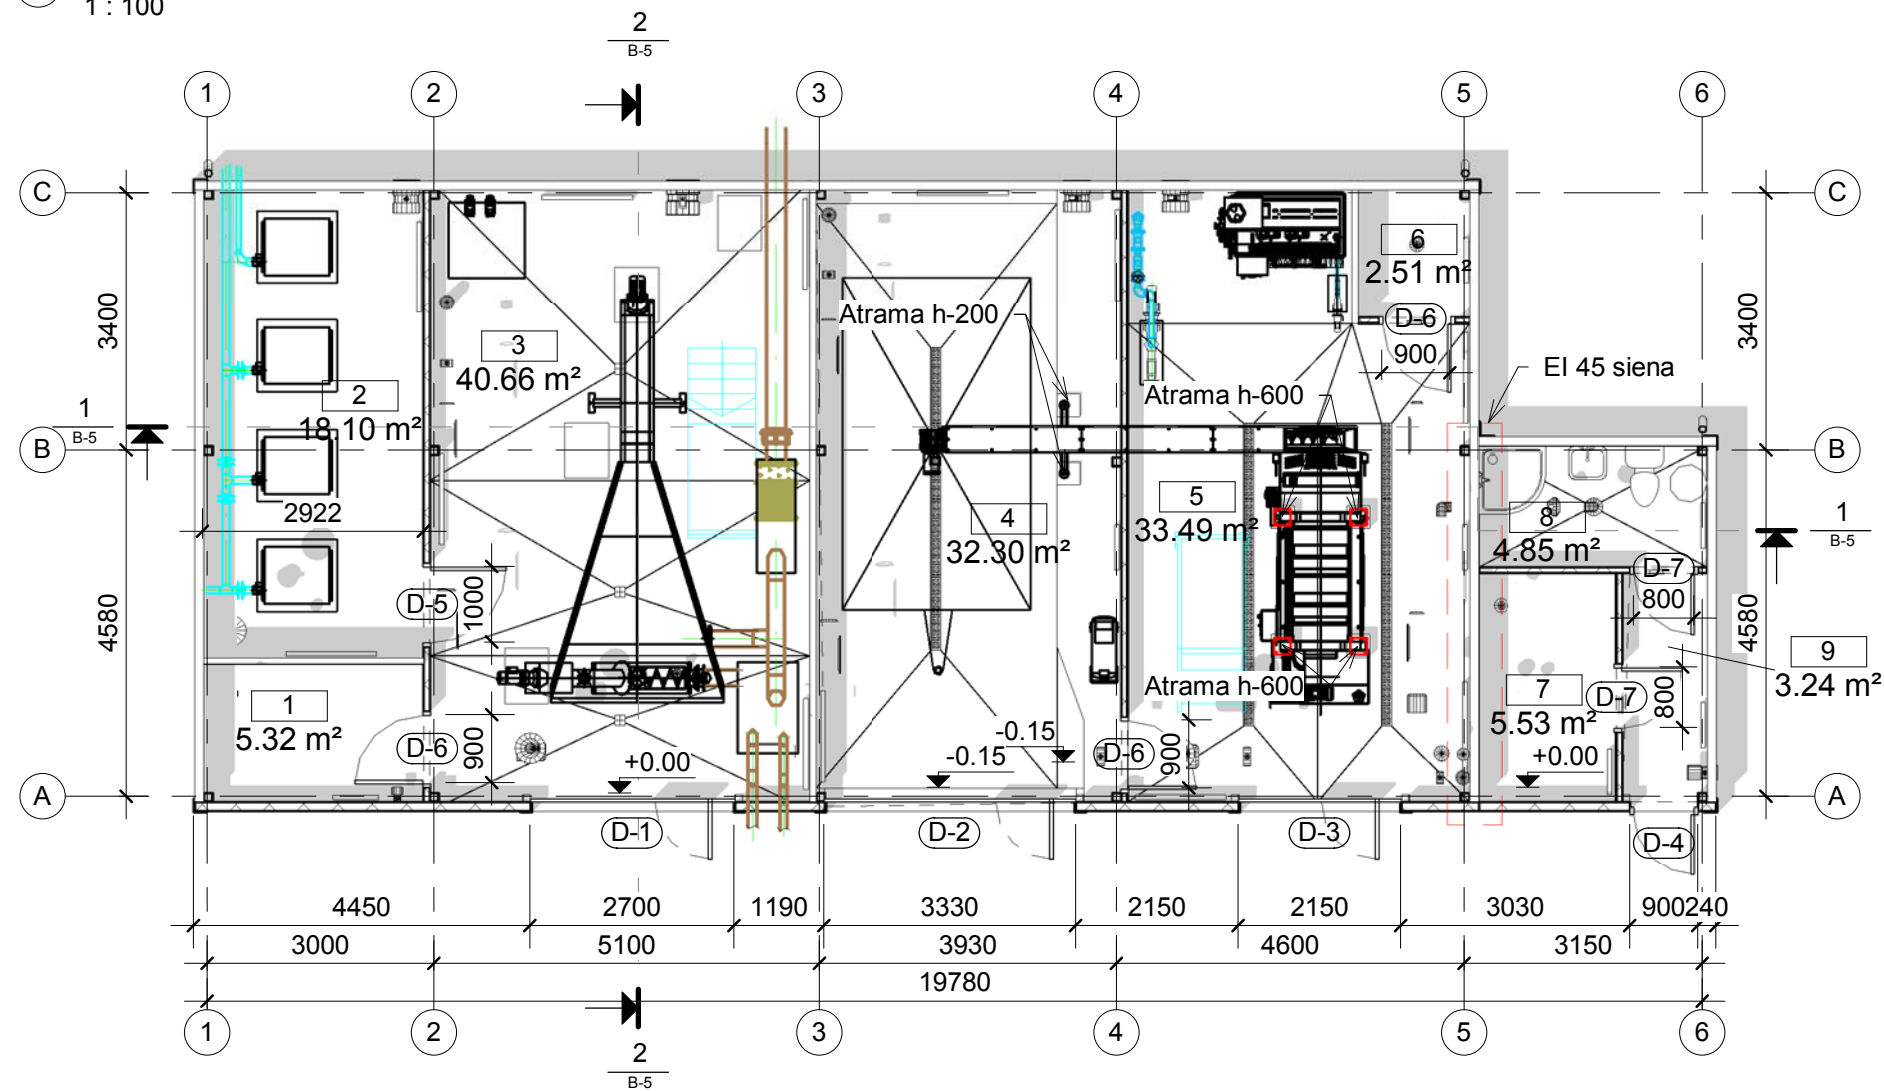 1 : 100
2
B-5
1
2
3
4
5
6
C
C
3400
3400
6
2.51 m²
Atrama h-200
D-6
900
3
40.66 m²
EI 45 siena
2
18.10 m²
Atrama h-600
1
B-5
B
B
2922
4
32.30 m²
5
33.49 m²
8
4.85 m²
1
B-5
D-7
800
D-5
1000
4580
4580
9
3.24 m²
1
5.32 m²
Atrama h-600
7
5.53 m²
D-7
800
D-6
900
+0.00
-0.15
-0.15
D-6
900
+0.00
A
A
D-1
D-2
D-3
D-4
4450
2700
1190
3330
2150
2150
3030
900
240
3000
5100
3930
4600
3150
19780
1
2
3
4
5
6
2
B-5